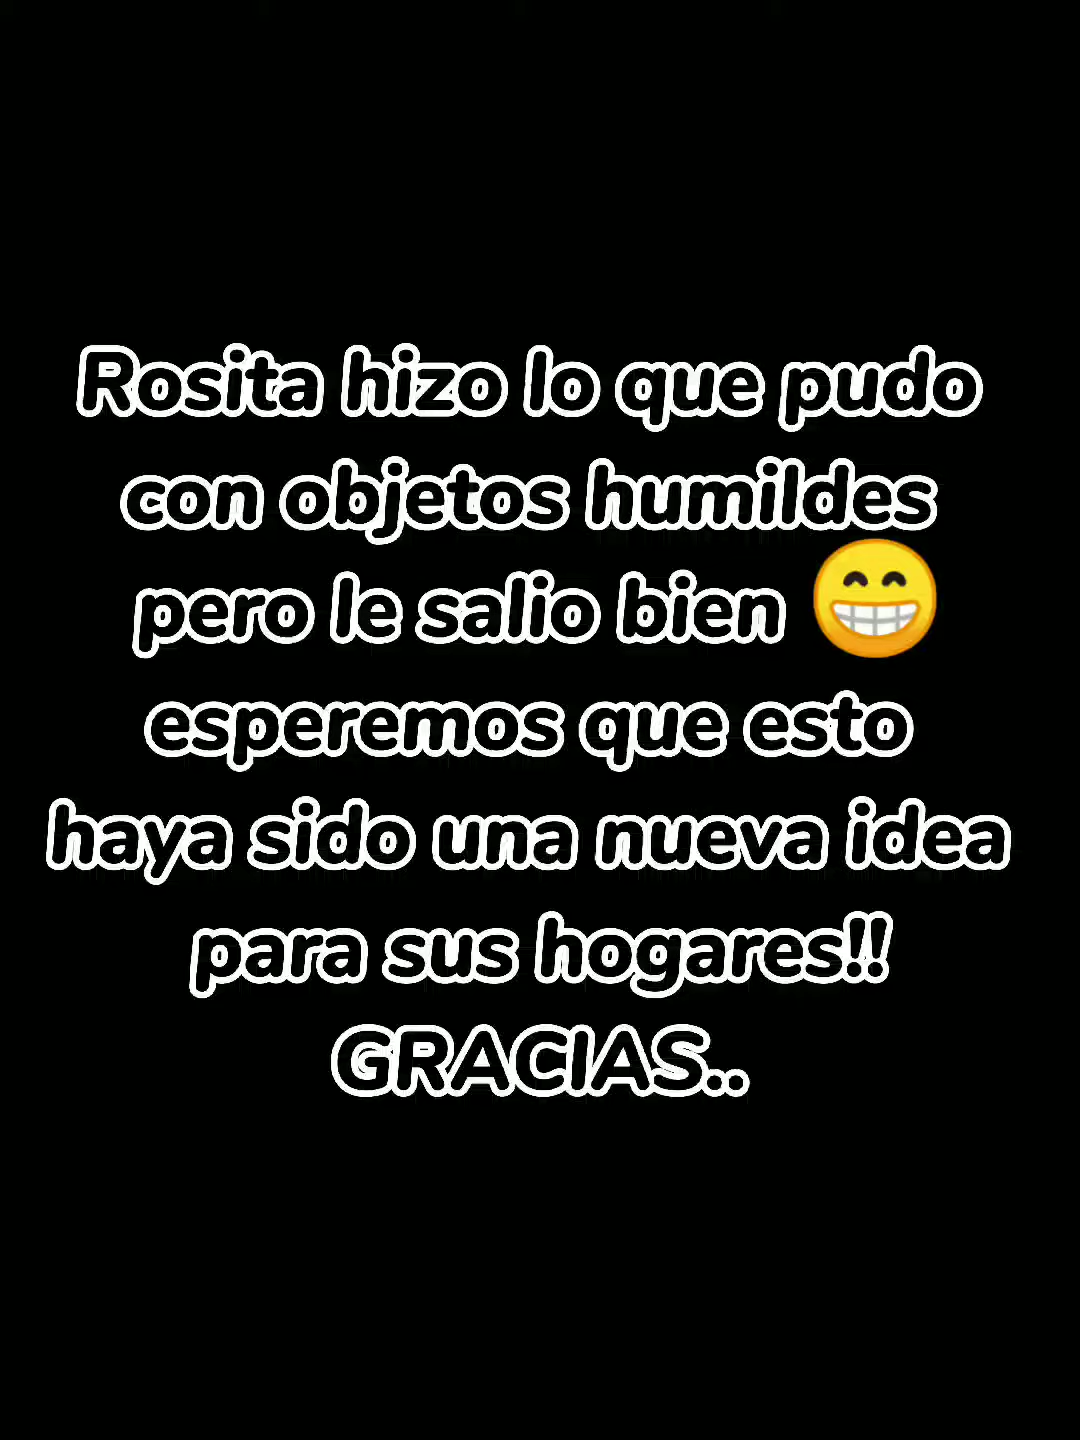 Rosita hizo lo que pudo
con objetos humildes
pero le salio bien 😁
esperemos que esto
haya sido una nueva idea
para sus hogares!!
GRACIAS..